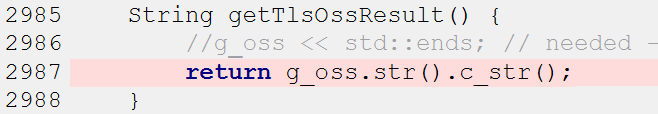 2985 String getTlsOssResult() {
2986 //g_oss << std::ends; // needed -
2987 return g_oss.str().c_str();
2988 }